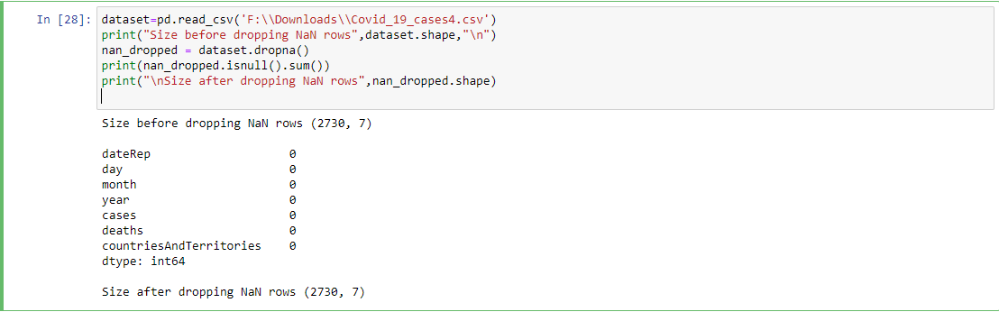 In [28]: dataset=pd.read_csv('F:\\Downloads\\Covid_19_cases4.csv')
print("Size before dropping NaN rows",dataset.shape,"\n")
nan_dropped = dataset.dropna()
print(nan_dropped.isnull().sum())
print("\nSize after dropping NaN rows",nan_dropped.shape)
Size before dropping NaN rows (2730, 7)
dateRep 0
day 0
month 0
year 0
cases 0
deaths 0
countriesAndTerritories 0
dtype: int64
Size after dropping NaN rows (2730, 7)